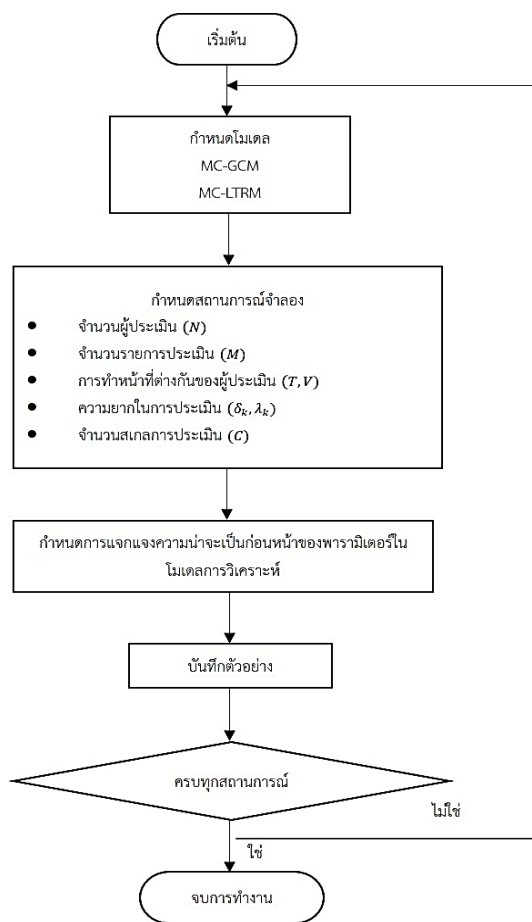 เริ่มต้น
กำหนดโมเดล
MC-GCM
MC-LTRM
กำหนดสถานการณ์จำลอง
● จำนวนผู้ประเมิน (N)
● จำนวนรายการประเมิน (M)
● การทำหน้าที่ต่างกันของผู้ประเมิน (T, V)
● ความยากในการประเมิน (δₖ, λₖ)
● จำนวนสเกลการประเมิน (C)
กำหนดการแจกแจงความน่าจะเป็นก่อนหน้าของพารามิเตอร์ใน
โมเดลการวิเคราะห์
บันทึกตัวอย่าง
ครบทุกสถานการณ์
ไม่ใช่
ใช่
จบการทำงาน